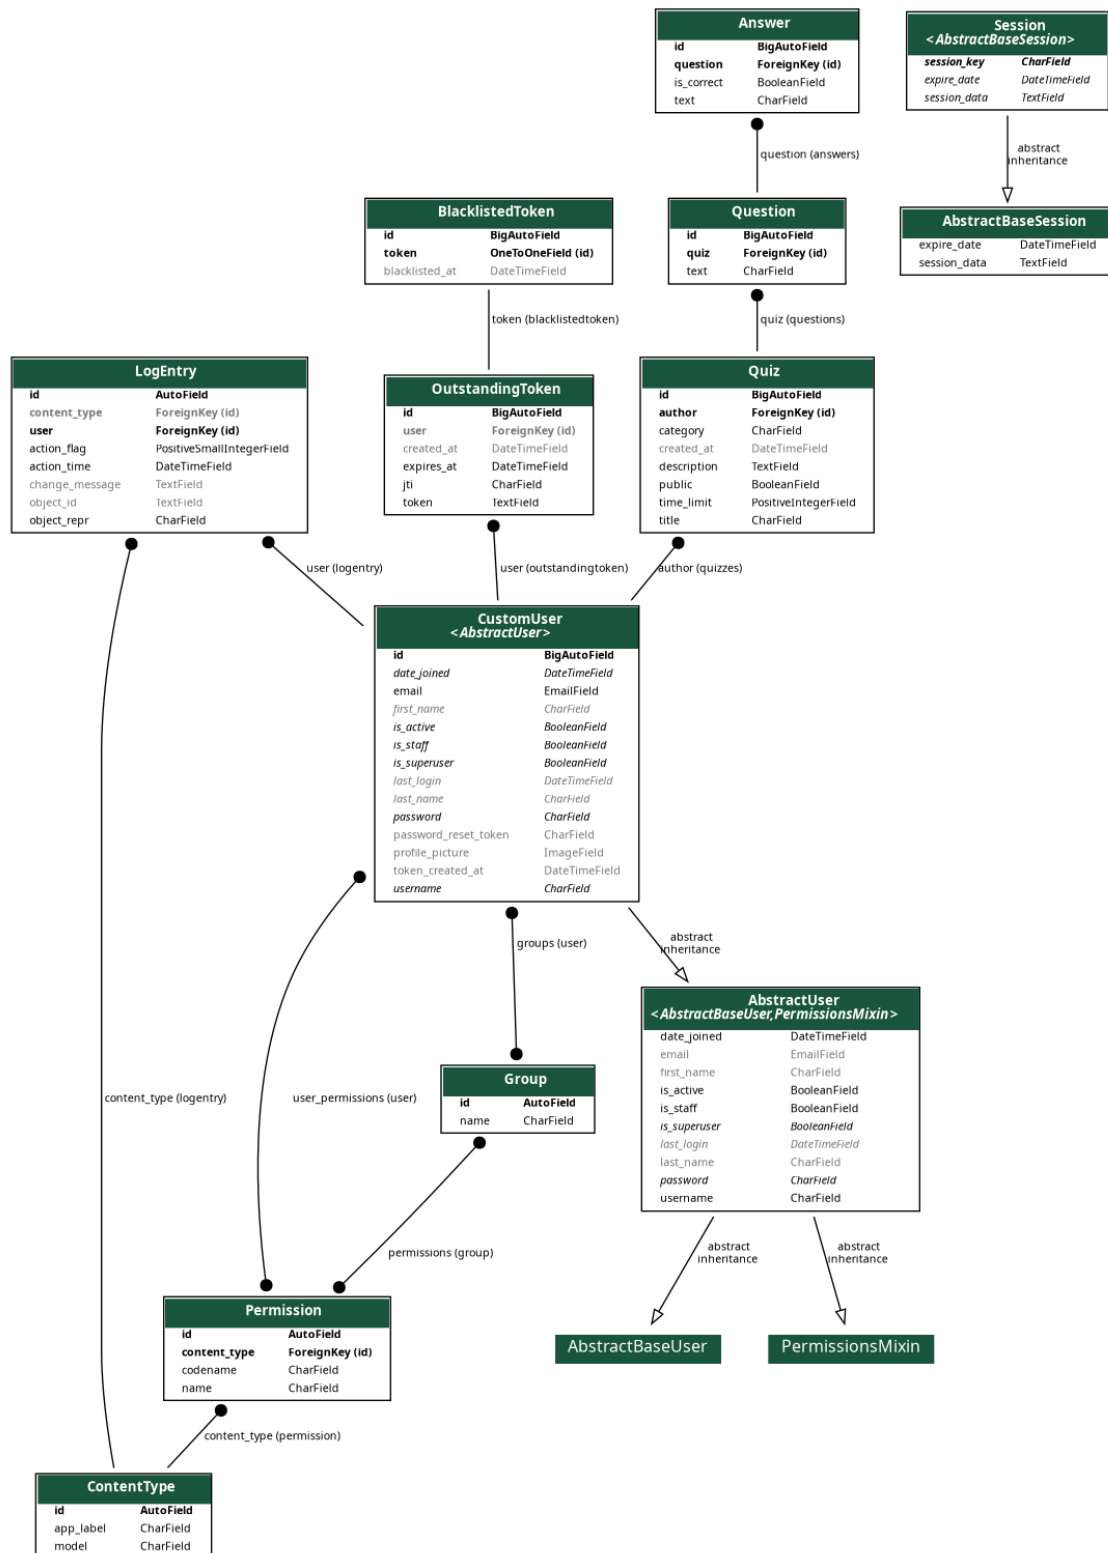 Answer
id BigAutoField
question ForeignKey (id)
is_correct BooleanField
text CharField
Session
<AbstractBaseSession>
session_key CharField
expire_date DateTimeField
session_data TextField
question (answers)
abstract
inheritance
BlacklistedToken
id BigAutoField
token OneToOneField (id)
blacklisted_at DateTimeField
Question
id BigAutoField
quiz ForeignKey (id)
text CharField
AbstractBaseSession
expire_date DateTimeField
session_data TextField
token (blacklistedtoken)
quiz (questions)
LogEntry
id AutoField
content_type ForeignKey (id)
user ForeignKey (id)
action_flag PositiveSmallIntegerField
action_time DateTimeField
change_message TextField
object_id TextField
object_repr CharField
OutstandingToken
id BigAutoField
user ForeignKey (id)
created_at DateTimeField
expires_at DateTimeField
jti CharField
token TextField
Quiz
id BigAutoField
author ForeignKey (id)
category CharField
created_at DateTimeField
description TextField
public BooleanField
time_limit PositiveIntegerField
title CharField
user (logentry)
user (outstandingtoken)
author (quizzes)
CustomUser
<AbstractUser>
id BigAutoField
date_joined DateTimeField
email EmailField
first_name CharField
is_active BooleanField
is_staff BooleanField
is_superuser BooleanField
last_login DateTimeField
last_name CharField
password CharField
password_reset_token CharField
profile_picture ImageField
token_created_at DateTimeField
username CharField
groups (user)
abstract
inheritance
AbstractUser
<AbstractBaseUser,PermissionsMixin>
date_joined DateTimeField
email EmailField
first_name CharField
is_active BooleanField
is_staff BooleanField
is_superuser BooleanField
last_login DateTimeField
last_name CharField
password CharField
username CharField
Group
id AutoField
name CharField
content_type (logentry)
user_permissions (user)
permissions (group)
abstract
inheritance
abstract
inheritance
Permission
id AutoField
content_type ForeignKey (id)
codename CharField
name CharField
AbstractBaseUser
PermissionsMixin
content_type (permission)
ContentType
id AutoField
app_label CharField
model CharField